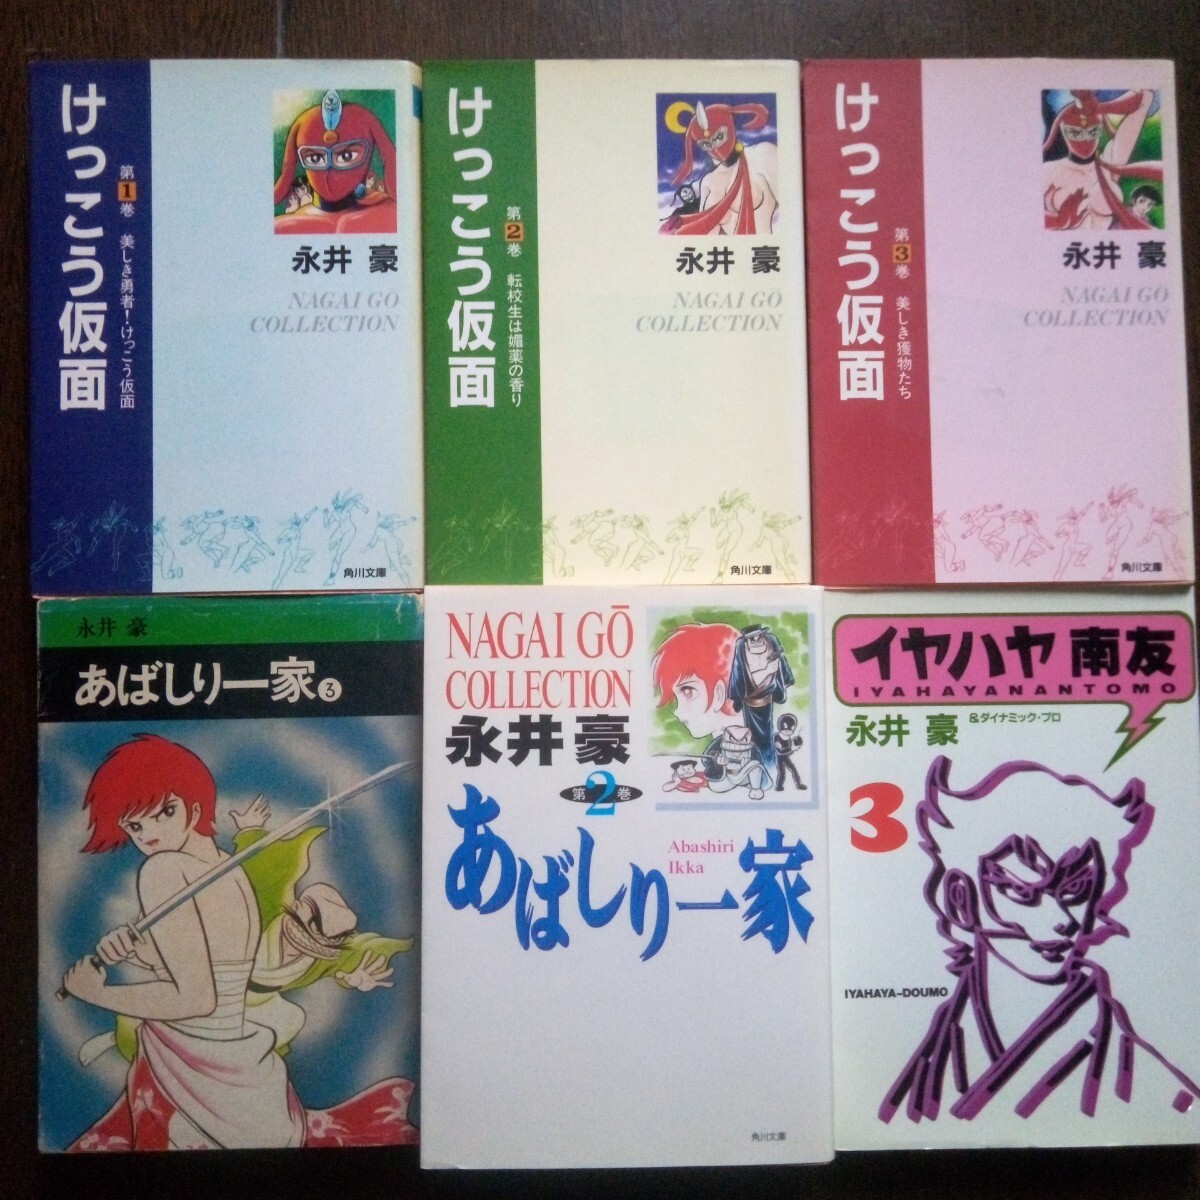 けっこう仮面
第1巻 美しき勇者!けっこう仮面
永井 豪
NAGAI GO
COLLECTION
角川文庫
けっこう仮面
第2巻 転校生は媚薬の香り
永井 豪
NAGAI GŌ
COLLECTION
角川文庫
けっこう仮面
第3巻 美しき獲物たち
永井 豪
NAGAI GŌ
COLLECTION
角川文庫
永井 豪
あばしり一家3
NAGAI GŌ
COLLECTION
永井 豪
第2巻
あばしり一家
Abashiri
Ikka
角川文庫
イヤハヤ南友
IYAHAYANANTOMO
永井 豪 &ダイナミック・プロ
3
IYAHAYA-DOUMO